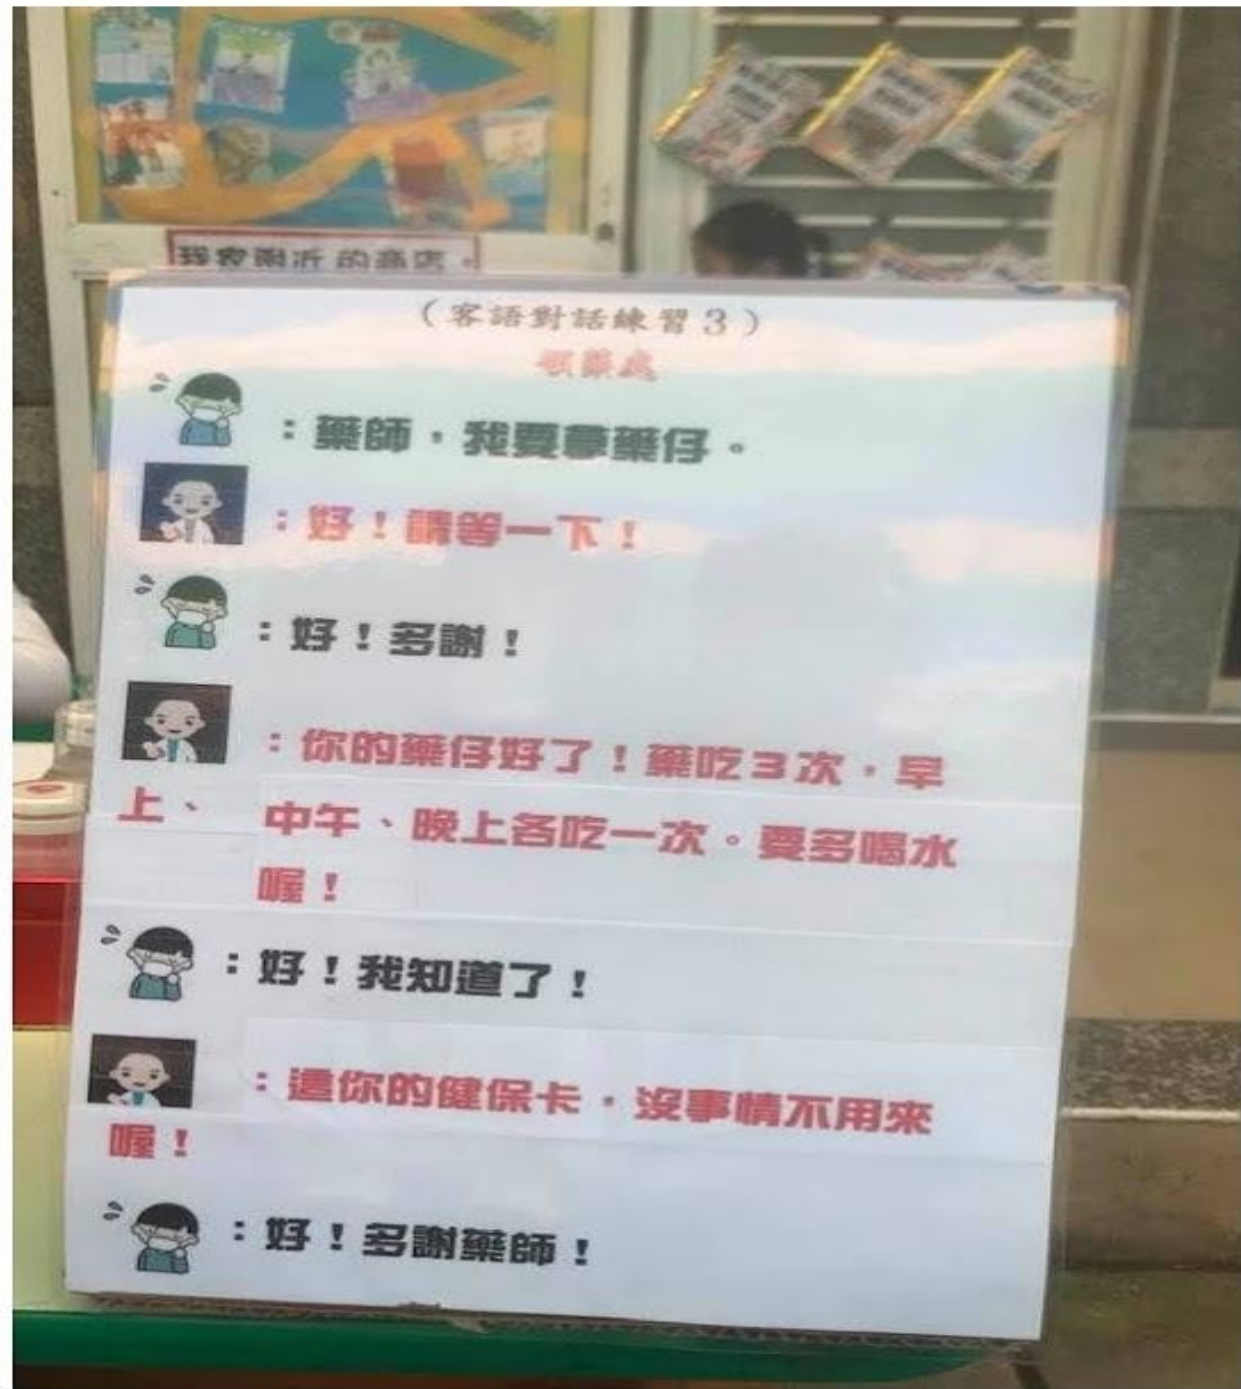 我家附近的商店。
（客語對話練習3）
領藥處
：藥師，我要拿藥仔。
：好！請等一下！
：好！多謝！
：你的藥仔好了！藥吃3次，早
上、中午、晚上各吃一次。要多喝水
喔！
：好！我知道了！
：這你的健保卡，沒事情不用來
喔！
：好！多謝藥師！